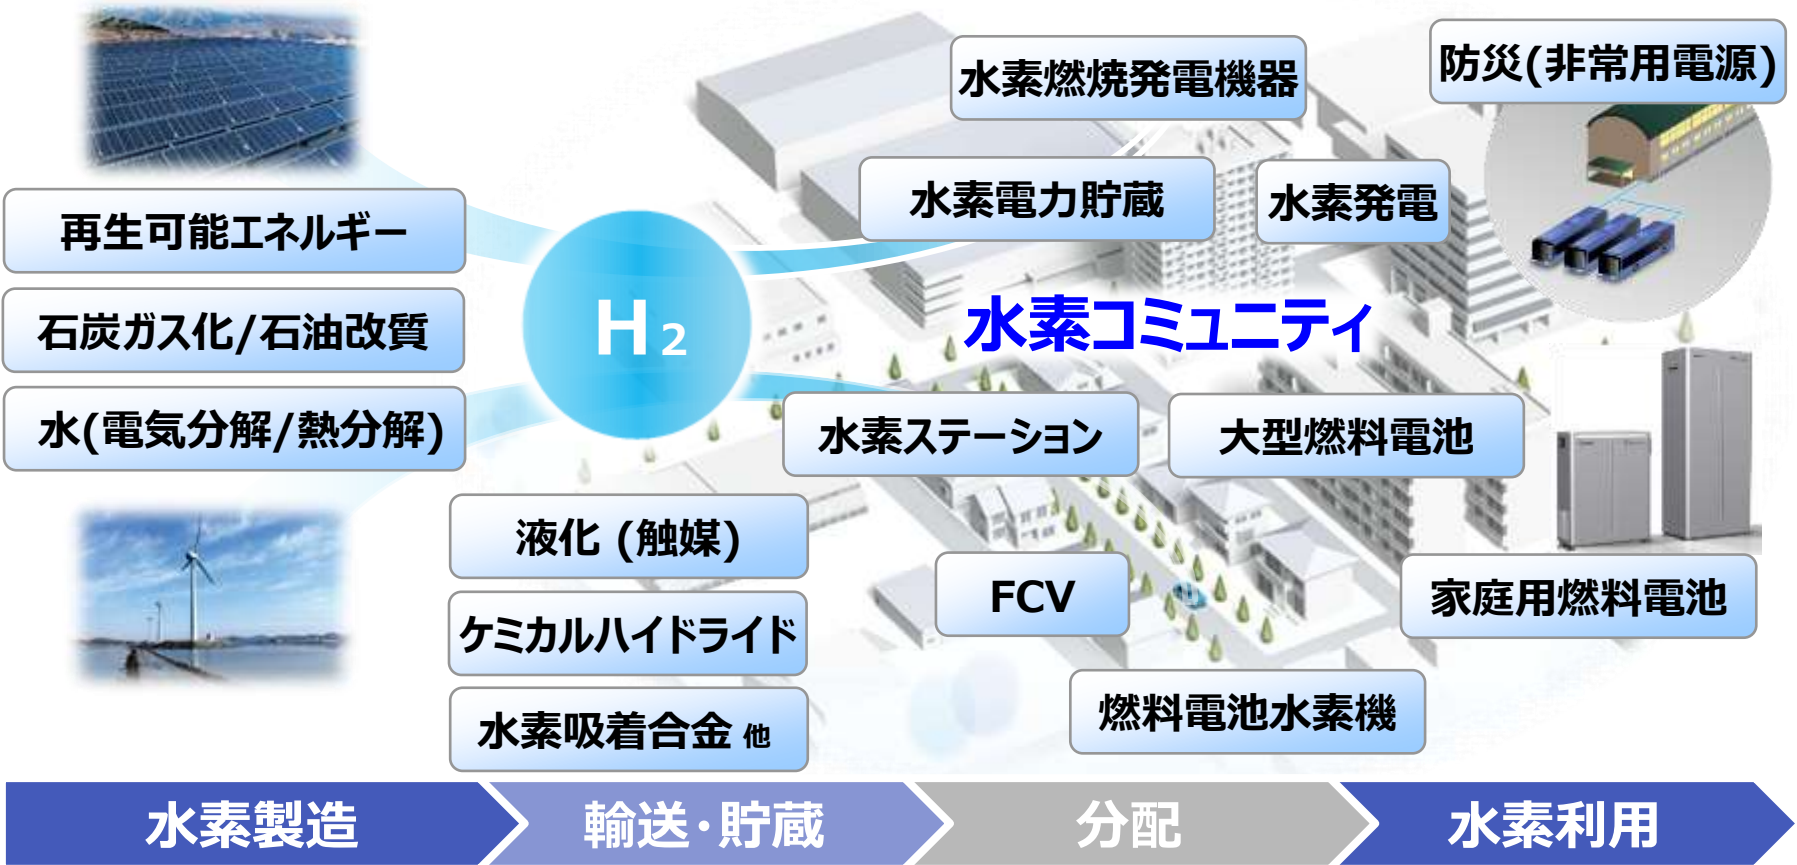 水素燃焼発電機器
防災(非常用電源)
水素電力貯蔵
水素発電
再生可能エネルギー
石炭ガス化/石油改質
水(電気分解/熱分解)
H2
水素コミュニティ
水素ステーション
大型燃料電池
液化 (触媒)
ケミカルハイドライド
水素吸着合金 他
FCV
家庭用燃料電池
燃料電池水素機
水素製造
輸送・貯蔵
分配
水素利用